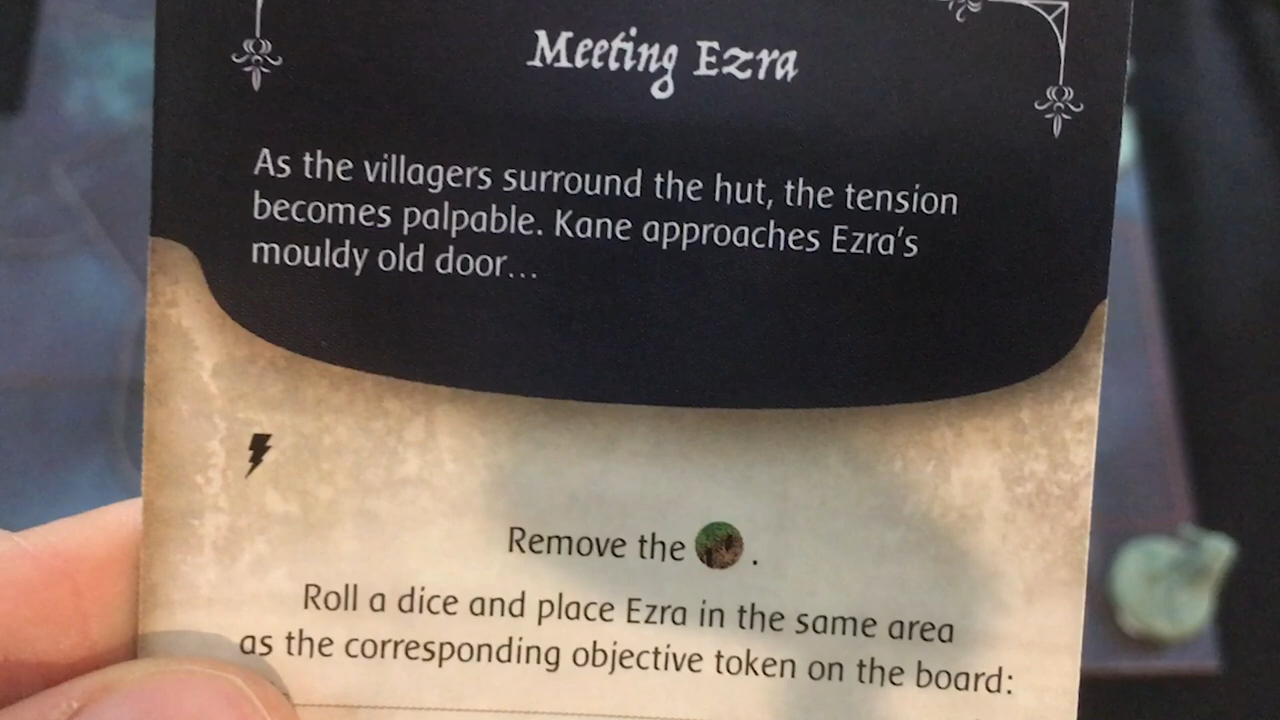 Meeting Ezra
As the villagers surround the hut, the tension
becomes palpable. Kane approaches Ezra's
mouldy old door...
Remove the .
Roll a dice and place Ezra in the same area
as the corresponding objective token on the board: